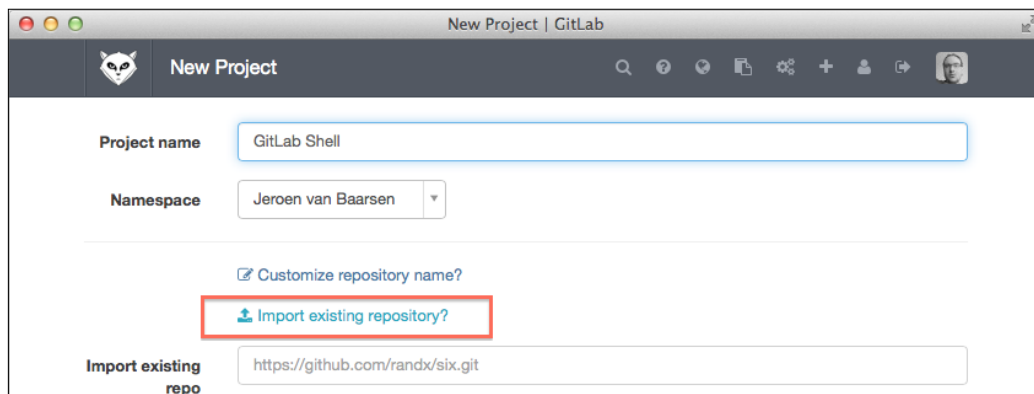 New Project | GitLab
New Project
Project name
GitLab Shell
Namespace
Jeroen van Baarsen
Customize repository name?
Import existing repository?
Import existing
repo
https://github.com/randx/six.git